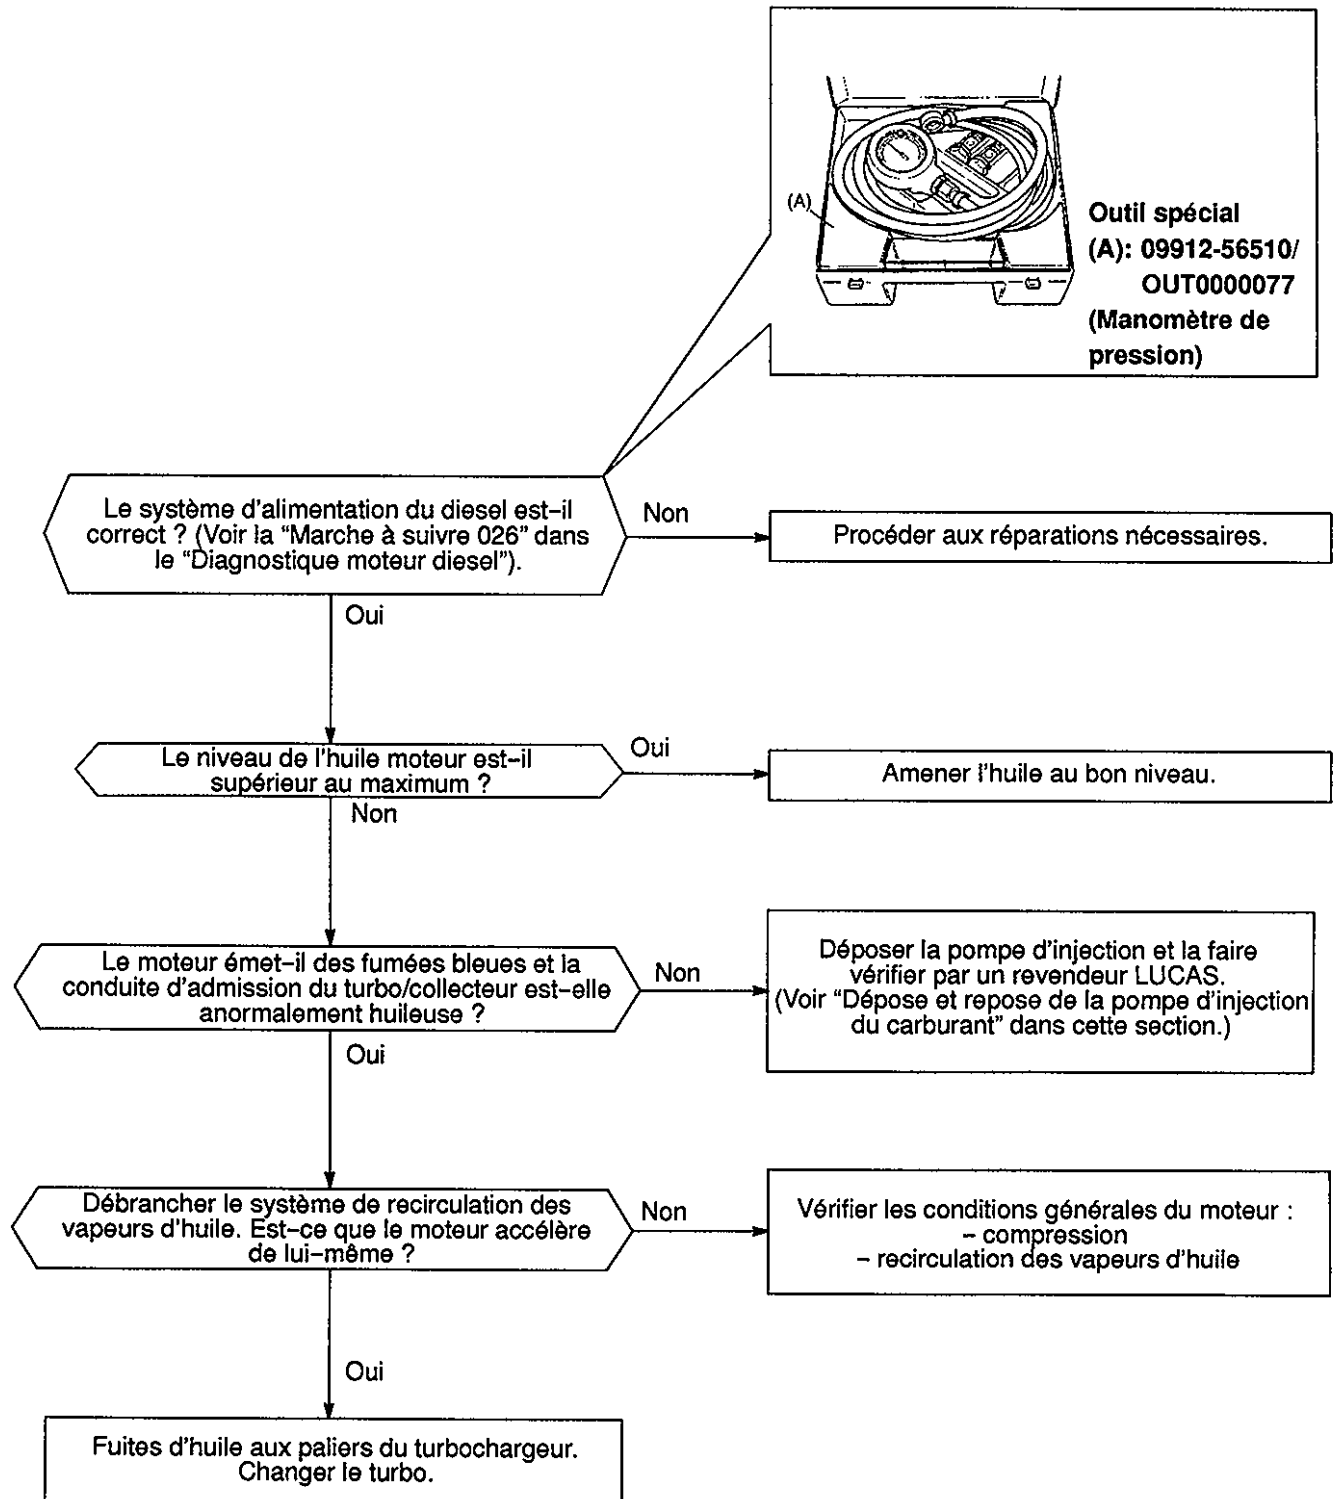 (A)
Outil spécial
(A): 09912-56510/
OUT0000077
(Manomètre de
pression)
Le système d'alimentation du diesel est-il
correct ? (Voir la “Marche à suivre 026” dans
le “Diagnostique moteur diesel”).
Non
Procéder aux réparations nécessaires.
Oui
Le niveau de l'huile moteur est-il
supérieur au maximum ?
Oui
Amener l'huile au bon niveau.
Non
Le moteur émet-il des fumées bleues et la
conduite d'admission du turbo/collecteur est-elle
anormalement huileuse ?
Non
Déposer la pompe d'injection et la faire
vérifier par un revendeur LUCAS.
(Voir “Dépose et repose de la pompe d'injection
du carburant” dans cette section.)
Oui
Débrancher le système de recirculation des
vapeurs d'huile. Est-ce que le moteur accélère
de lui-même ?
Non
Vérifier les conditions générales du moteur :
– compression
– recirculation des vapeurs d'huile
Oui
Fuites d'huile aux paliers du turbochargeur.
Changer le turbo.